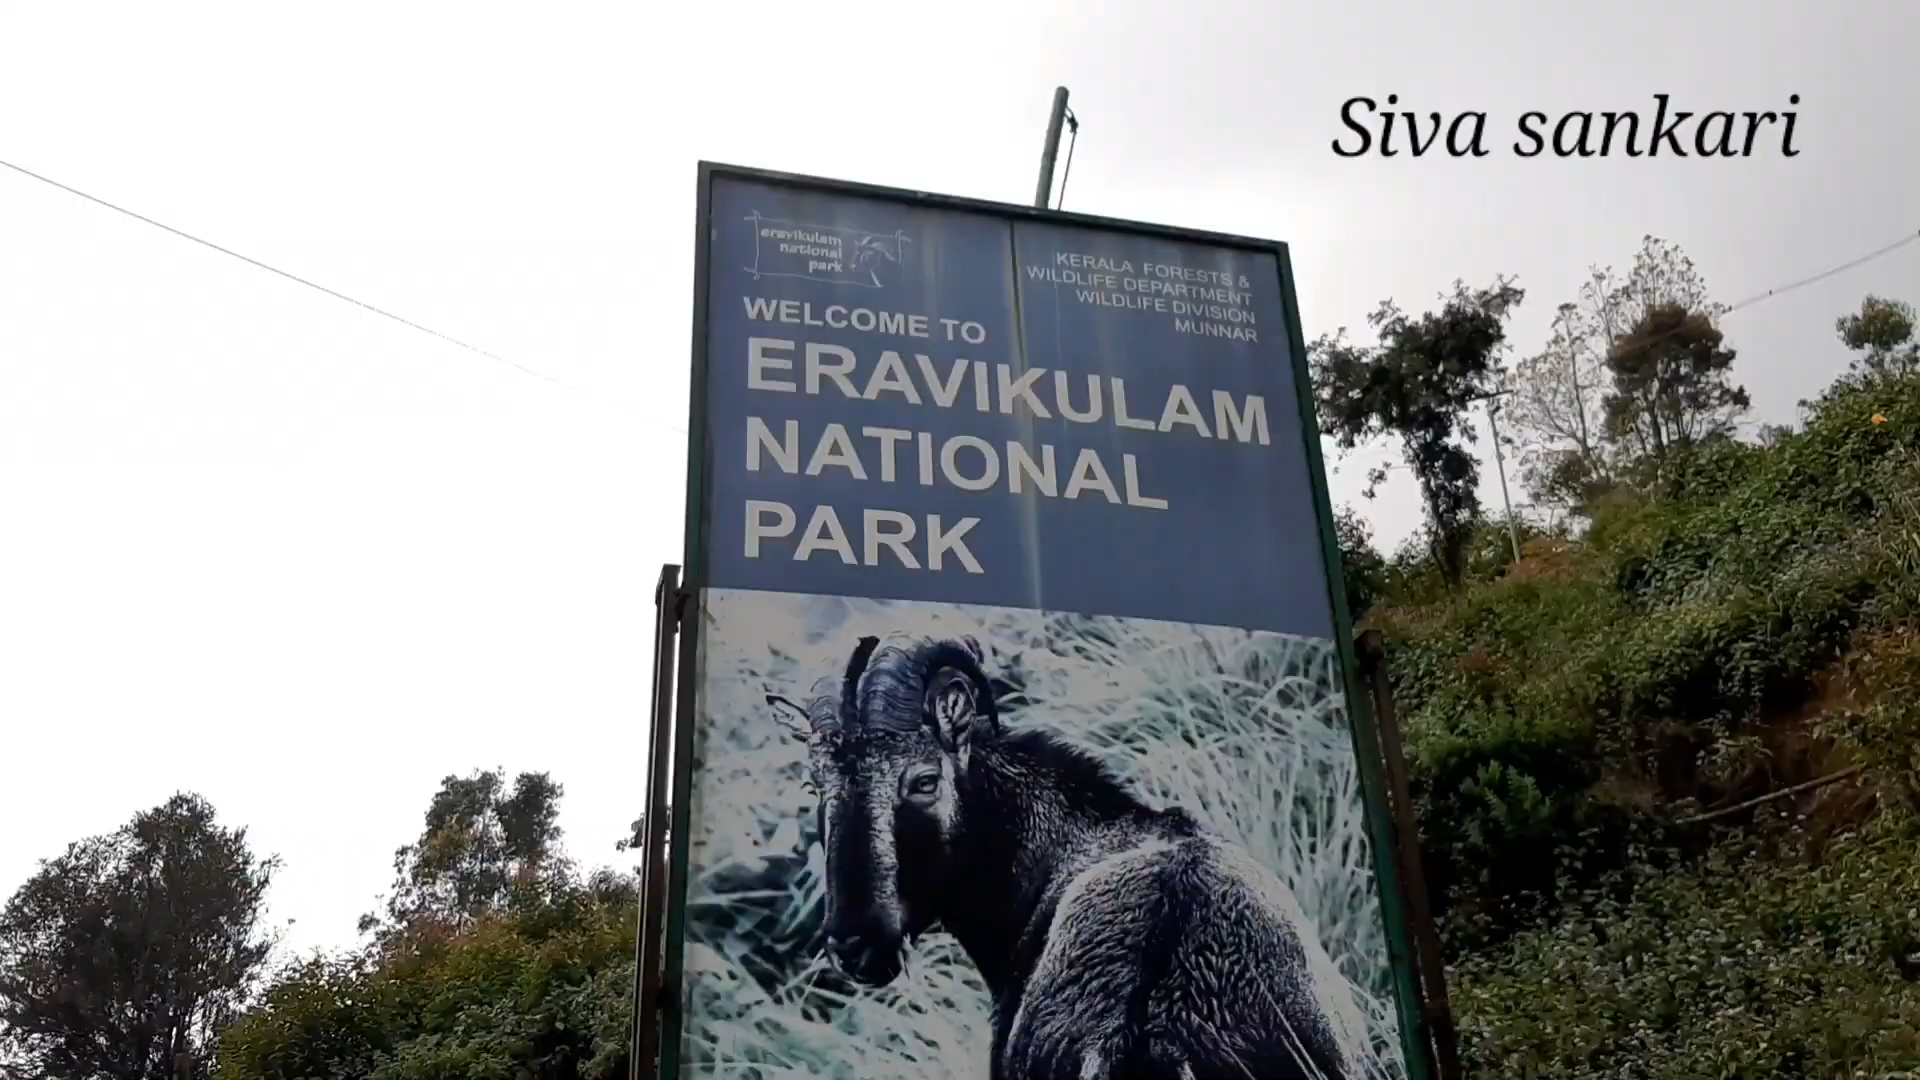 Siva sankari
eravikulam
national
park
KERALA FORESTS &
WILDLIFE DEPARTMENT
WILDLIFE DIVISION
MUNNAR
WELCOME TO
ERAVIKULAM
NATIONAL
PARK